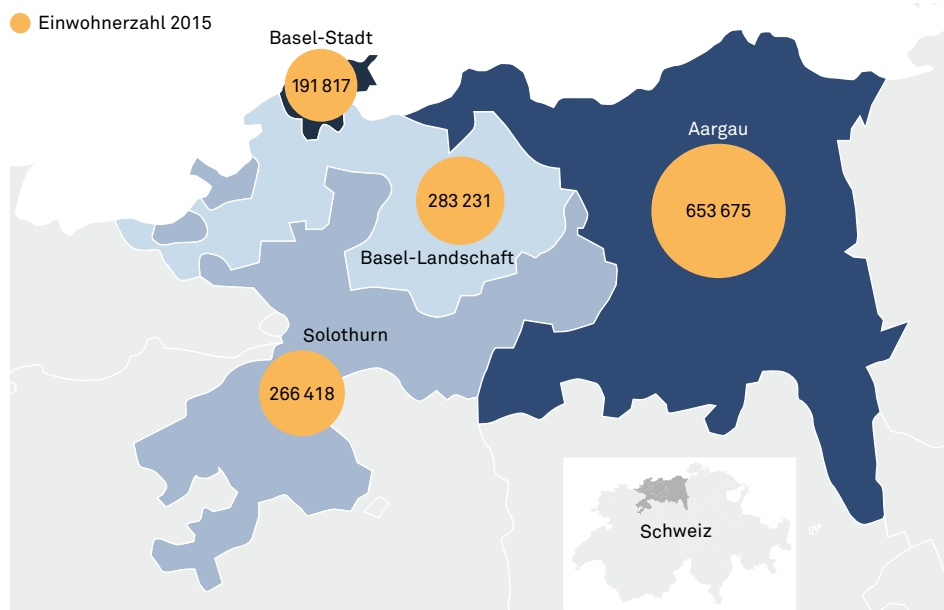 Einwohnerzahl 2015
Basel-Stadt
191 817
Aargau
283 231
653 675
Basel-Landschaft
Solothurn
266 418
Schweiz